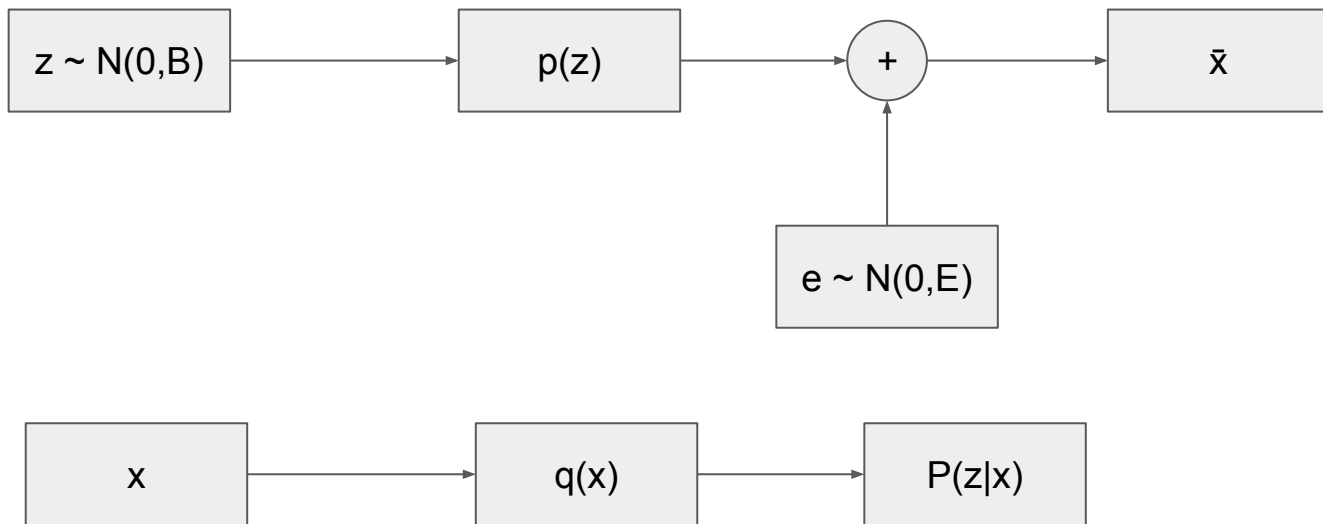 z ~ N(0,B)
p(z)
+
x̄
e ~ N(0,E)
x
q(x)
P(z|x)